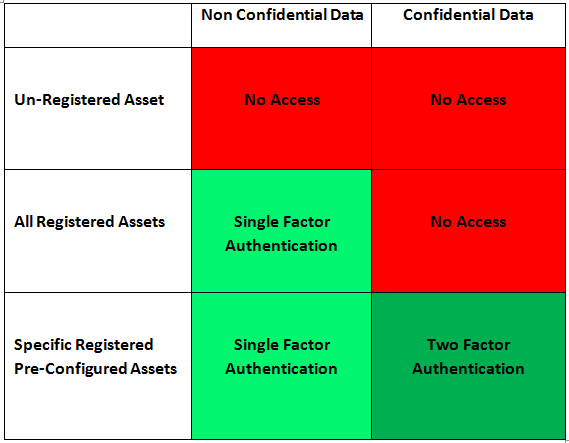 Non Confidential Data
Confidential Data
Un-Registered Asset
No Access
No Access
All Registered Assets
Single Factor
Authentication
No Access
Specific Registered
Pre-Configured Assets
Single Factor
Authentication
Two Factor
Authentication